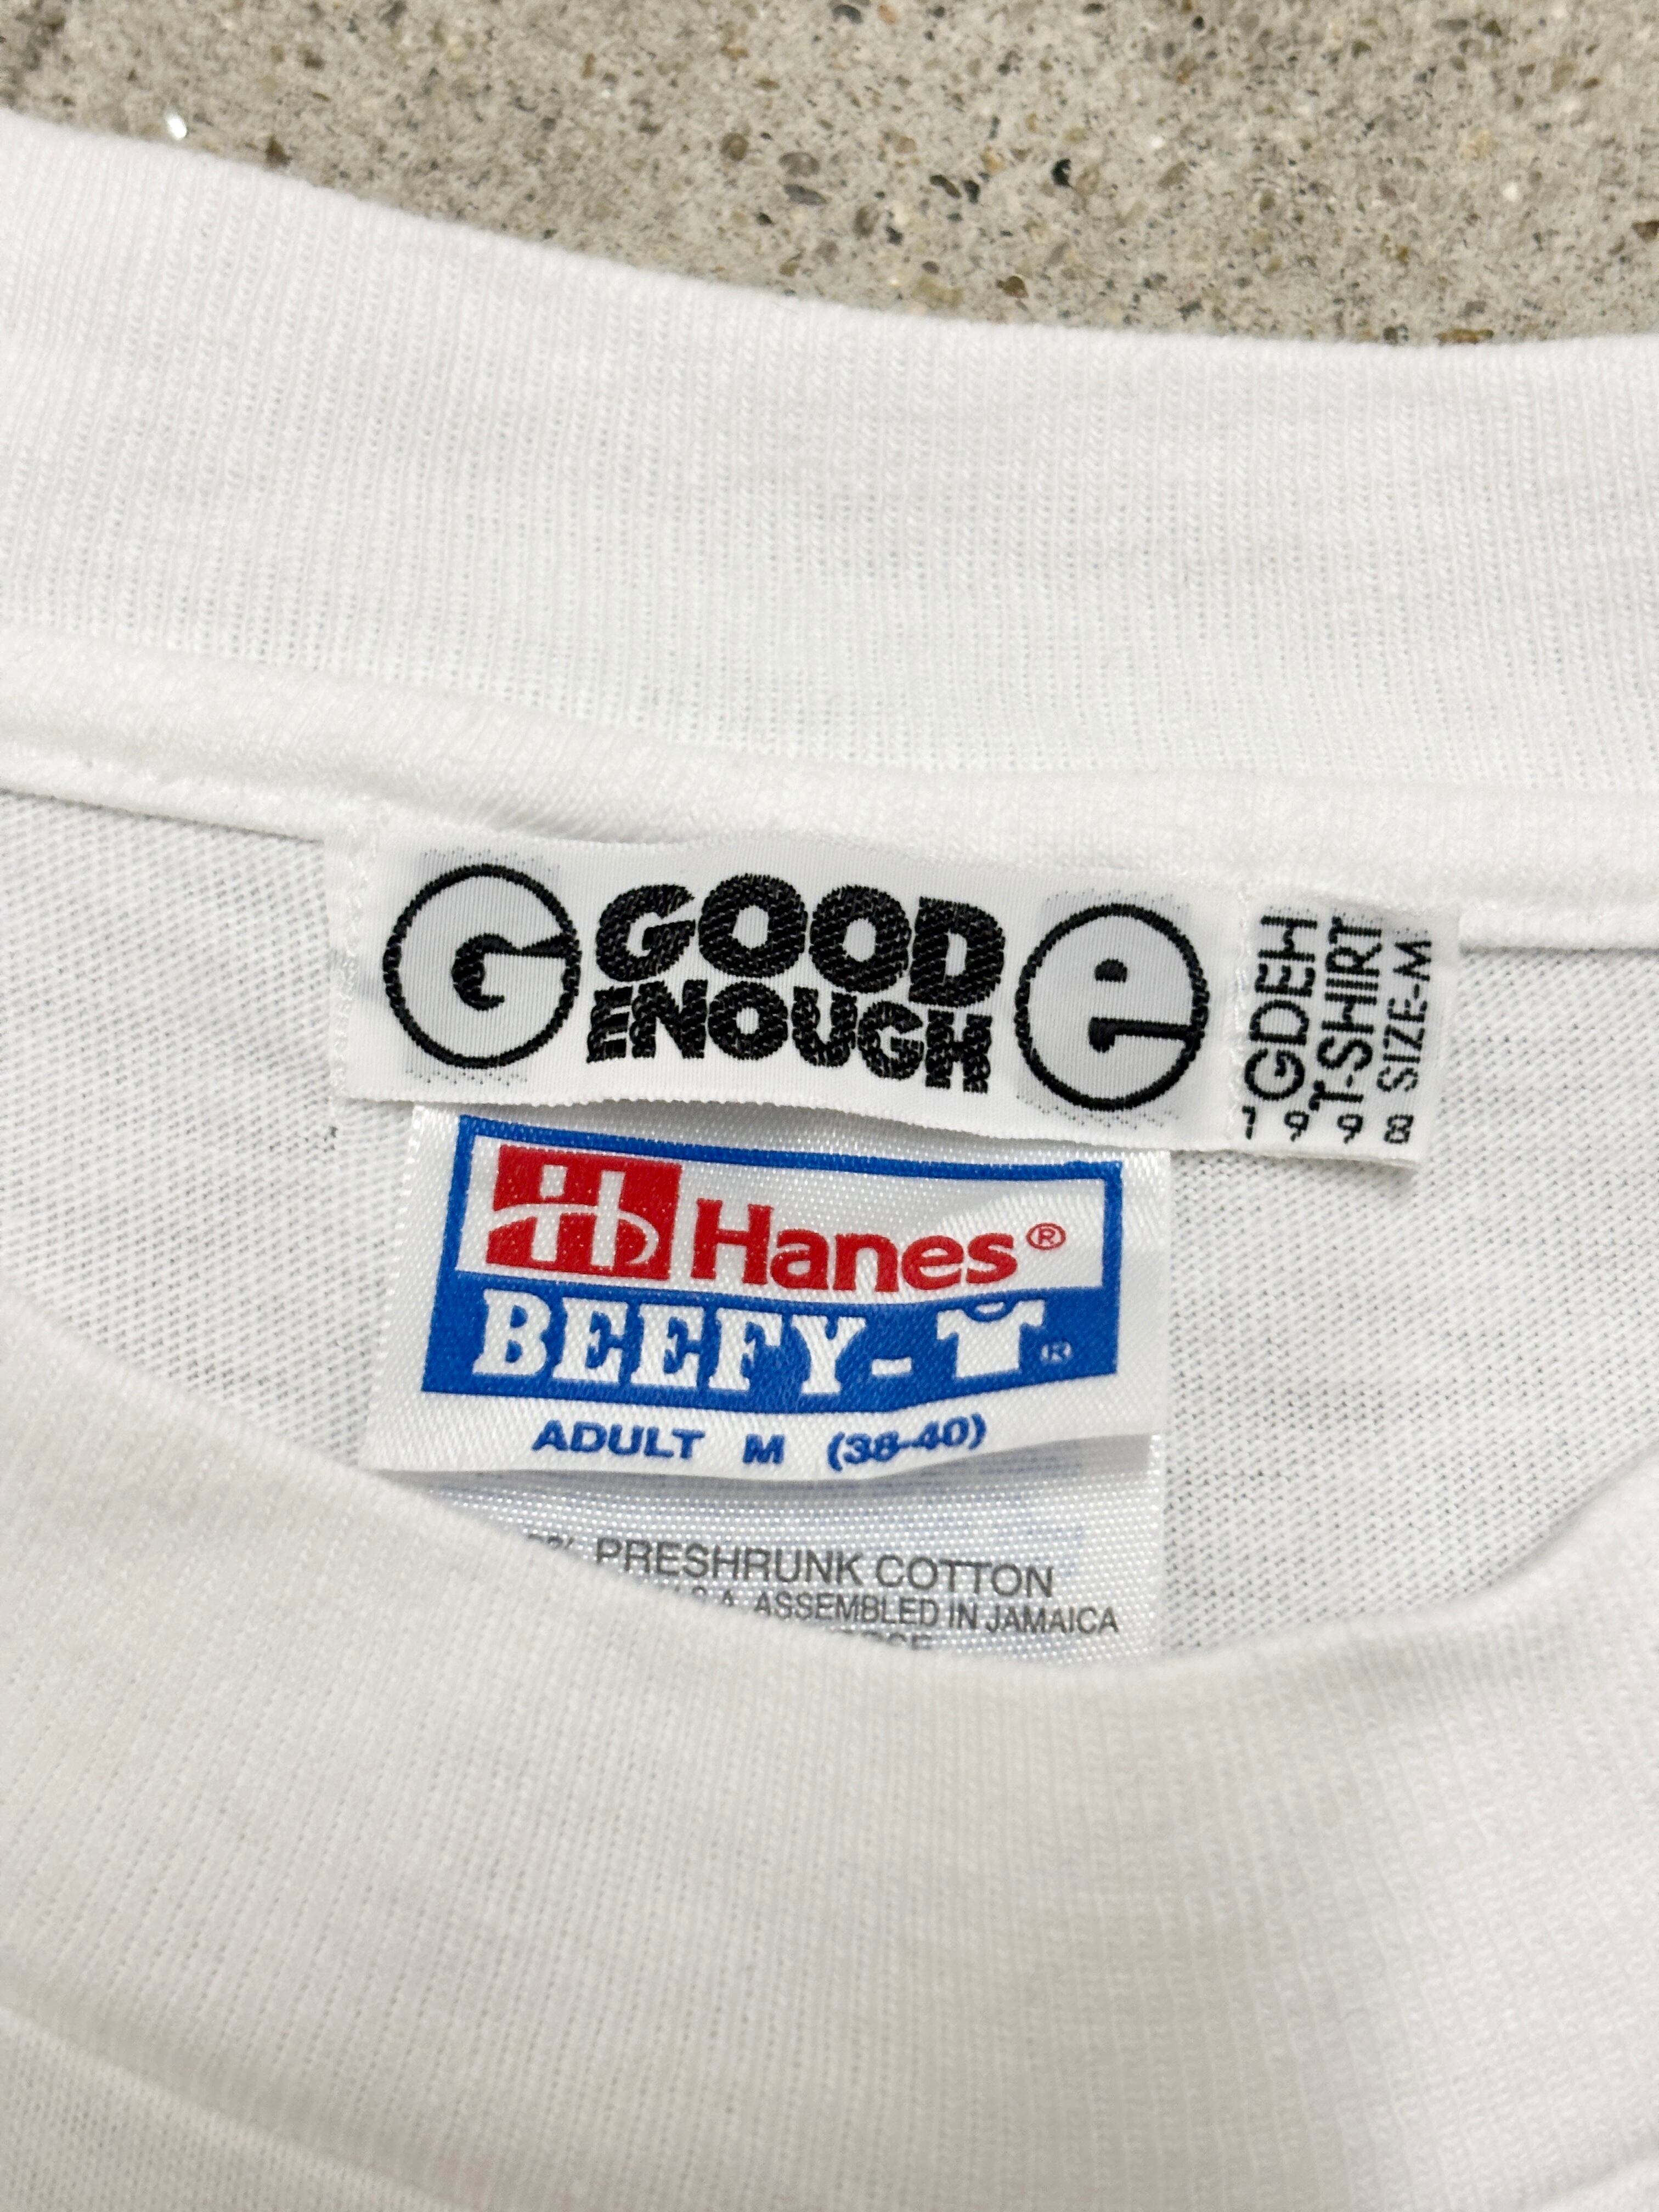 G GOOD ENOUGH e
GDEH
T-SHIRT
SIZE-M
1998
Hanes®
BEEFY-T®
ADULT M (38-40)
% PRESHRUNK COTTON
ASSEMBLED IN JAMAICA